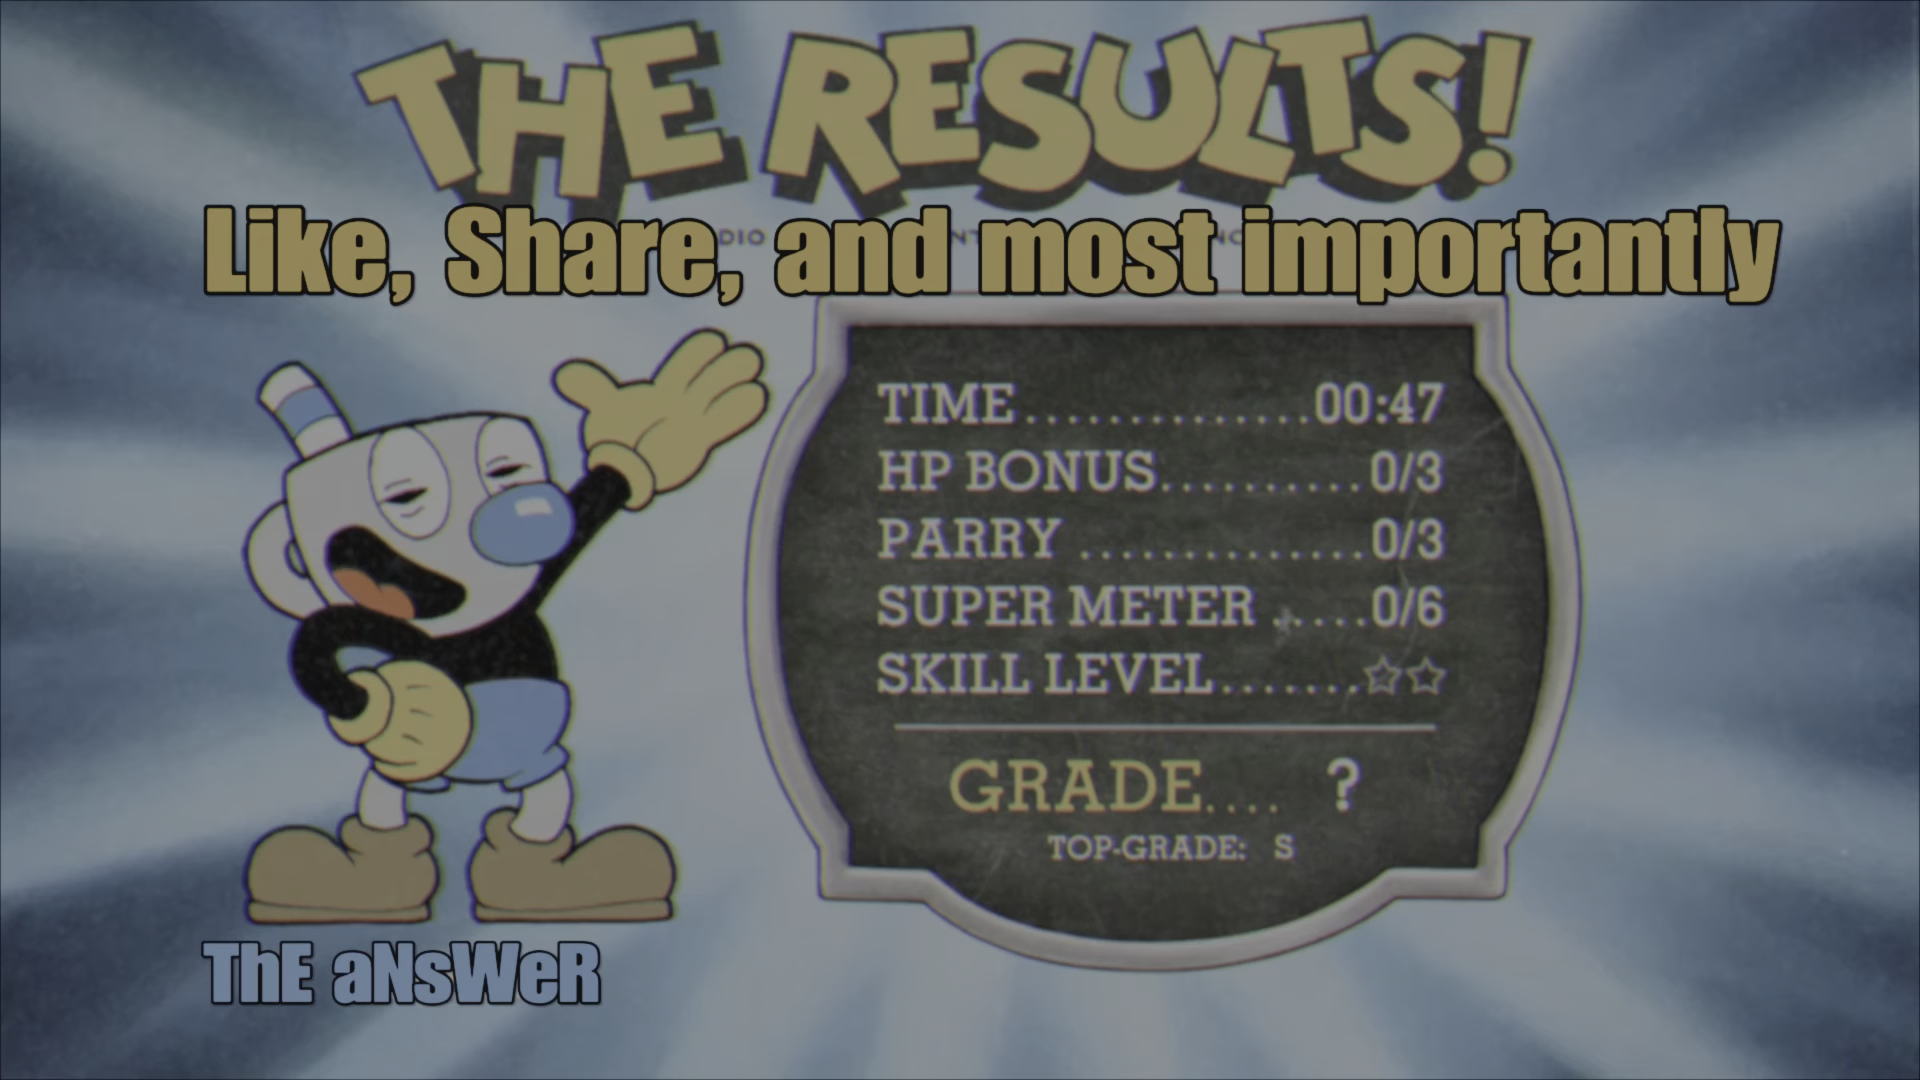 THE RESULTS!
Like, Share, and most importantly
TIME..............00:47
HP BONUS..........0/3
PARRY ..............0/3
SUPER METER .....0/6
SKILL LEVEL.......☆☆
GRADE.... ?
TOP-GRADE: S
ThE aNsWeR